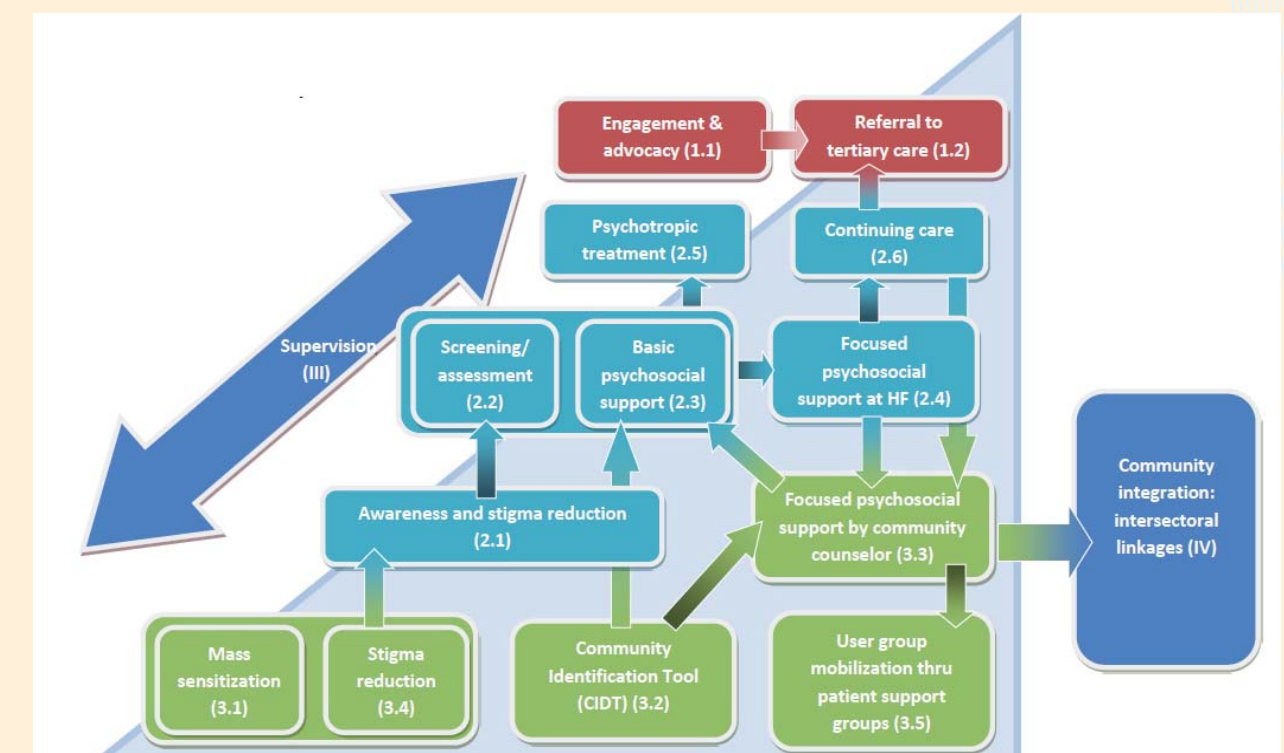 Engagement &
advocacy (1.1)
Referral to
tertiary care (1.2)
Psychotropic
treatment (2.5)
Continuing care
(2.6)
Supervision
(III)
Screening/
assessment
(2.2)
Basic
psychosocial
support (2.3)
Focused
psychosocial
support at HF (2.4)
Awareness and stigma reduction
(2.1)
Focused psychosocial
support by community
counselor (3.3)
Community
integration:
intersectoral
linkages (IV)
Mass
sensitization
(3.1)
Stigma
reduction
(3.4)
Community
Identification Tool
(CIDT) (3.2)
User group
mobilization thru
patient support
groups (3.5)